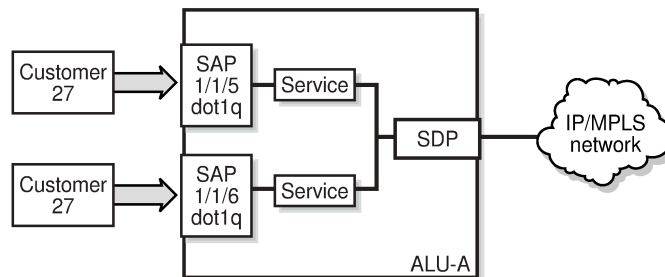 Customer
27
SAP
1/1/5
dot1q
Service
SDP
IP/MPLS
network
Customer
27
SAP
1/1/6
dot1q
Service
ALU-A